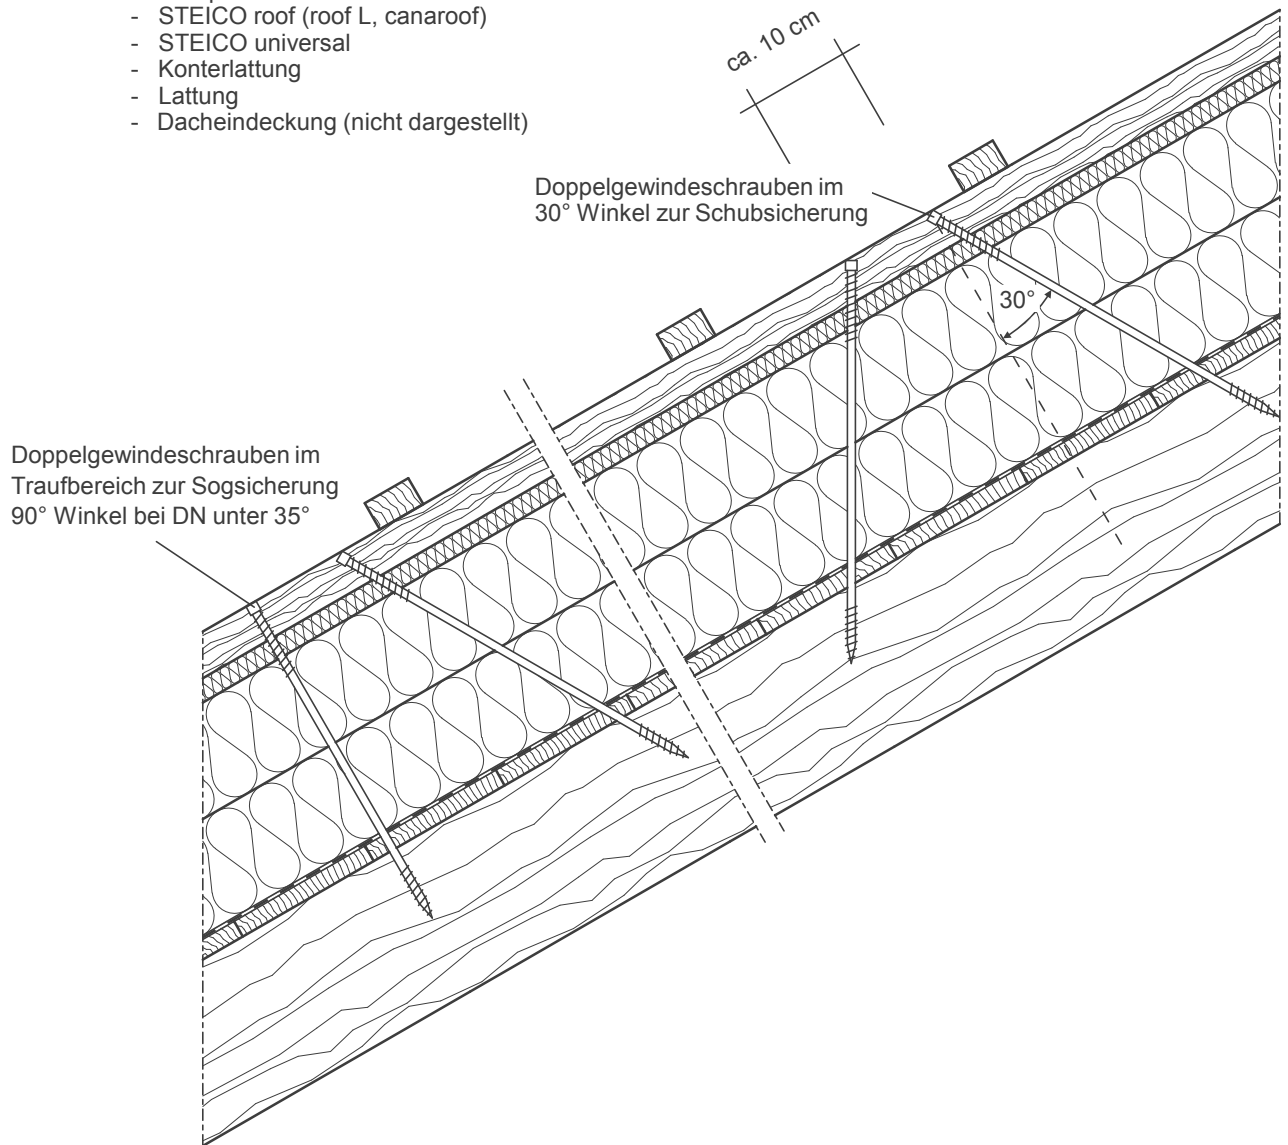 - STEICO roof (roof L, canaroof)
- STEICO universal
- Konterlattung
- Lattung
- Dacheindeckung (nicht dargestellt)
ca. 10 cm
Doppelgewindeschrauben im
30° Winkel zur Schubsicherung
30°
Doppelgewindeschrauben im
Traufbereich zur Sogsicherung
90° Winkel bei DN unter 35°